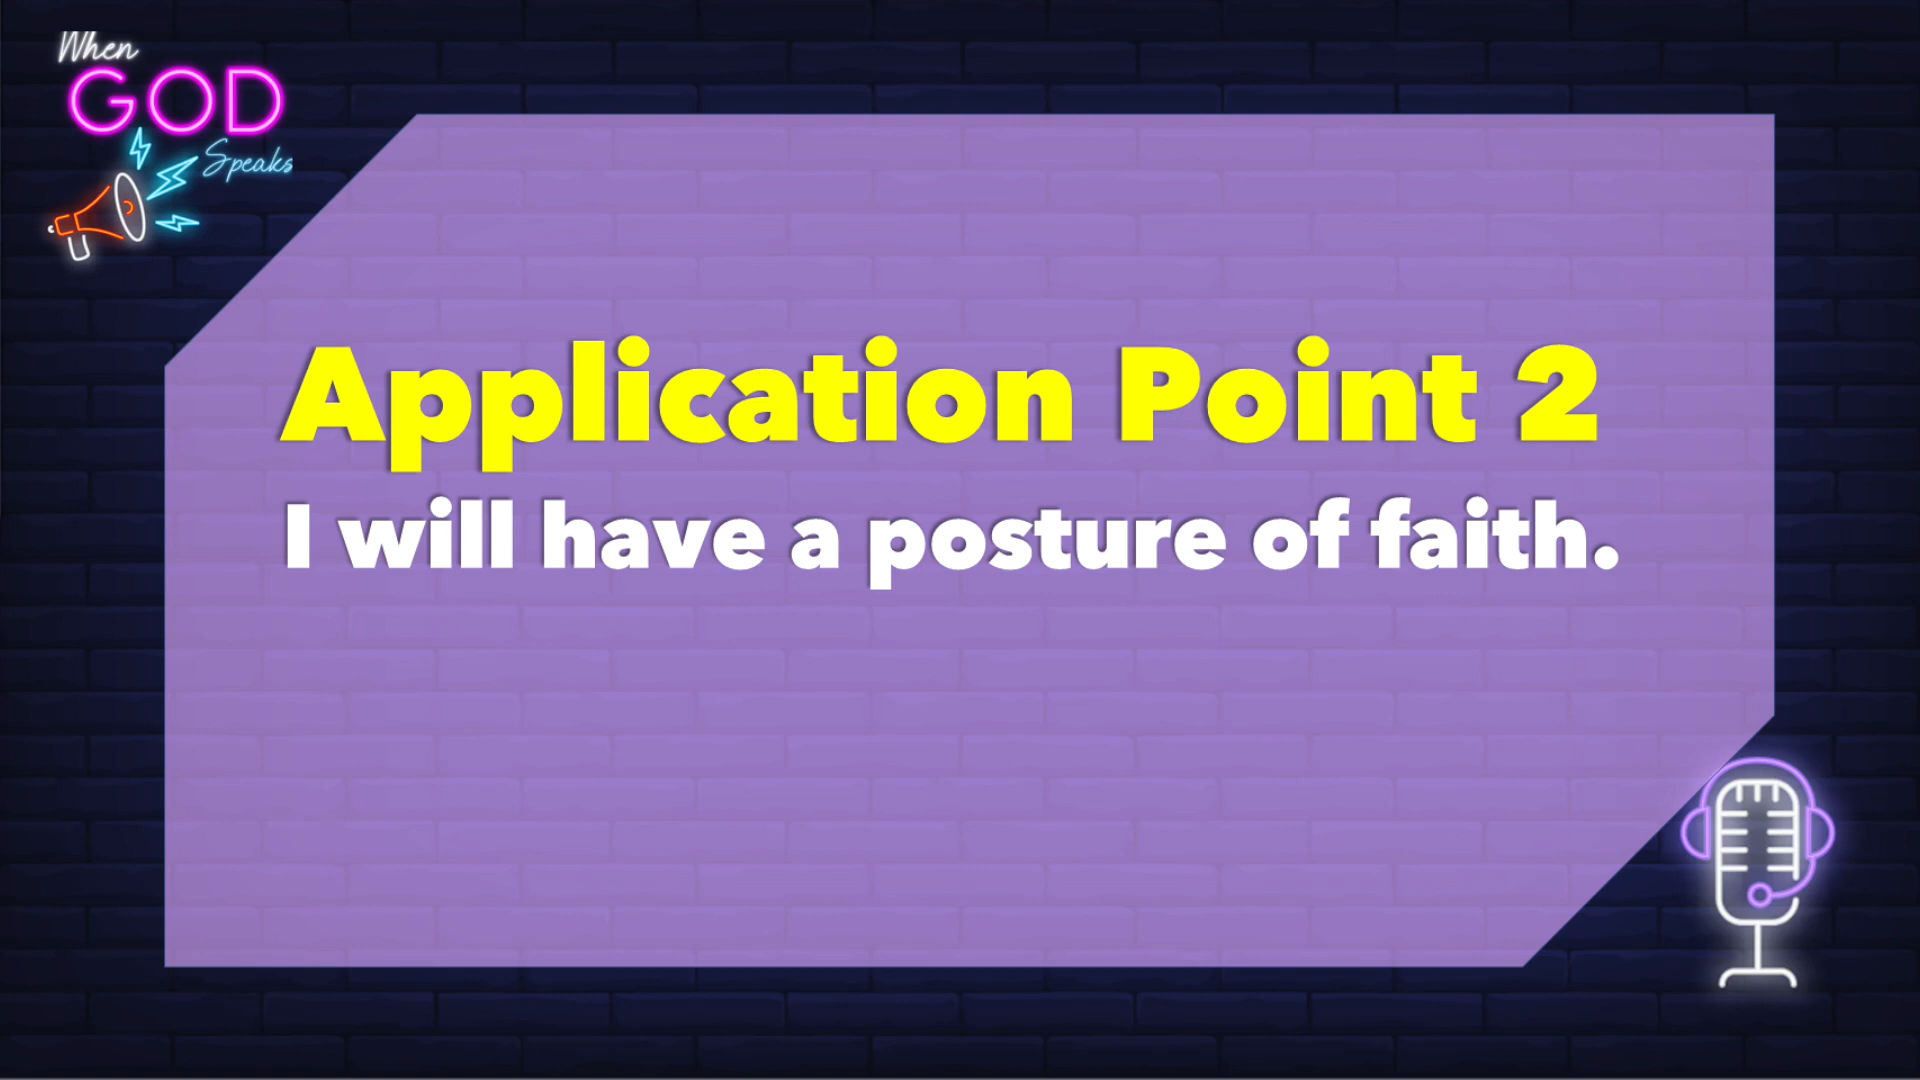 When
GOD
Speaks
Application Point 2
I will have a posture of faith.